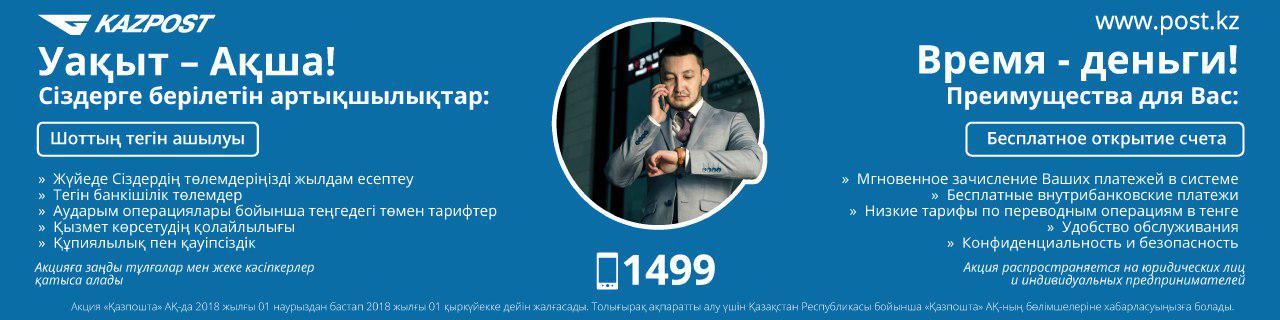 KAZPOST
Уақыт – Ақша!
Сіздерге берілетін артықшылықтар:
Шоттың тегін ашылуы
» Жүйеде Сіздердің төлемдеріңізді жылдам есептеу
» Тегін банкішілік төлемдер
» Аударым операциялары бойынша теңгедегі төмен тарифтер
» Қызмет көрсетудің қолайлылығы
» Құпиялылық пен қауіпсіздік
Акцияға заңды тұлғалар мен жеке кәсіпкерлер
қатыса алады
1499
www.post.kz
Время - деньги!
Преимущества для Вас:
Бесплатное открытие счета
» Мгновенное зачисление Ваших платежей в системе
» Бесплатные внутрибанковские платежи
» Низкие тарифы по переводным операциям в тенге
» Удобство обслуживания
» Конфиденциальность и безопасность
Акция распространяется на юридических лиц
и индивидуальных предпринимателей
Акция «Қазпошта» АҚ-да 2018 жылғы 01 наурыздан бастап 2018 жылғы 01 қыркүйекке дейін жалғасады. Толығырақ ақпаратты алу үшін Қазақстан Республикасы бойынша «Қазпошта» АҚ-ның бөлімшелеріне хабарласуыңызға болады.